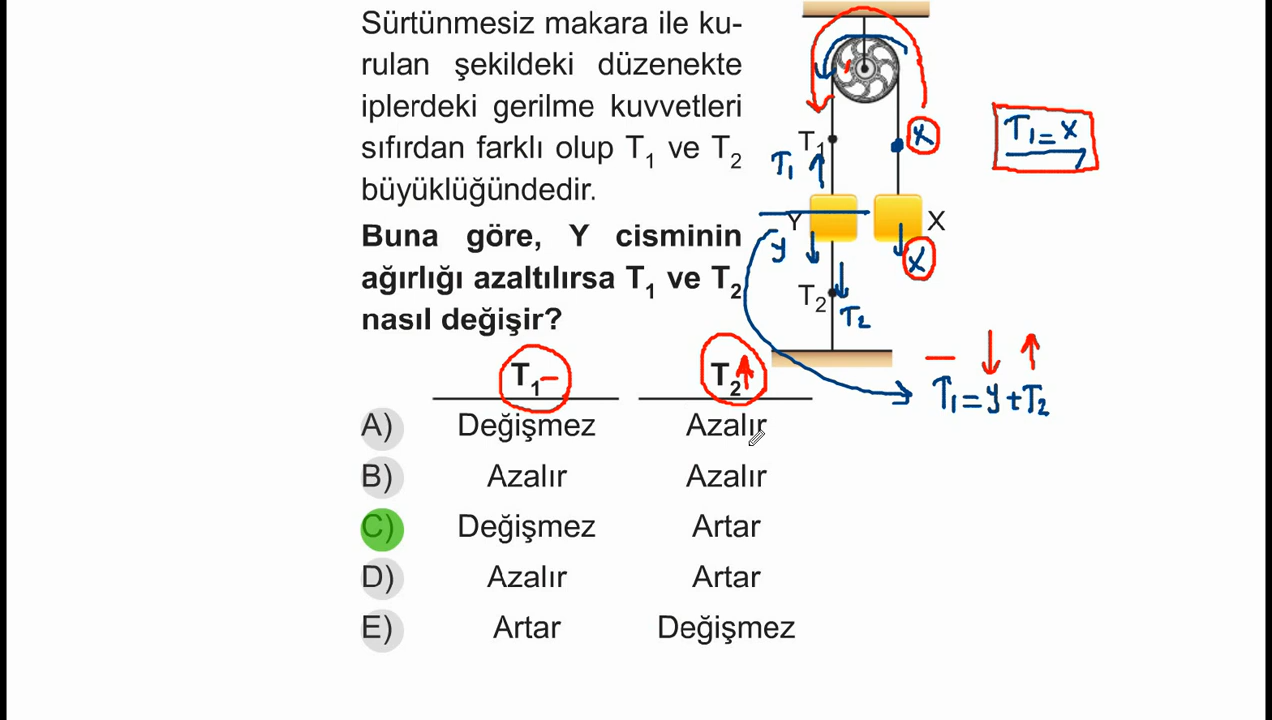 Sürtünmesiz makara ile ku-
rulan şekildeki düzenekte
iplerdeki gerilme kuvvetleri
sıfırdan farklı olup T₁ ve T₂
büyüklüğündedir.
Buna göre, Y cisminin
ağırlığı azaltılırsa T₁ ve T₂
nasıl değişir?
T₁ – T₂ ↑
A) Değişmez Azalır
B) Azalır Azalır
C) Değişmez Artar
D) Azalır Artar
E) Artar Değişmez
T₁ X
T₁ ↑
Y X
y X
T₂
T₂
T₁ = X
– ↓ ↑
T₁ = y + T₂